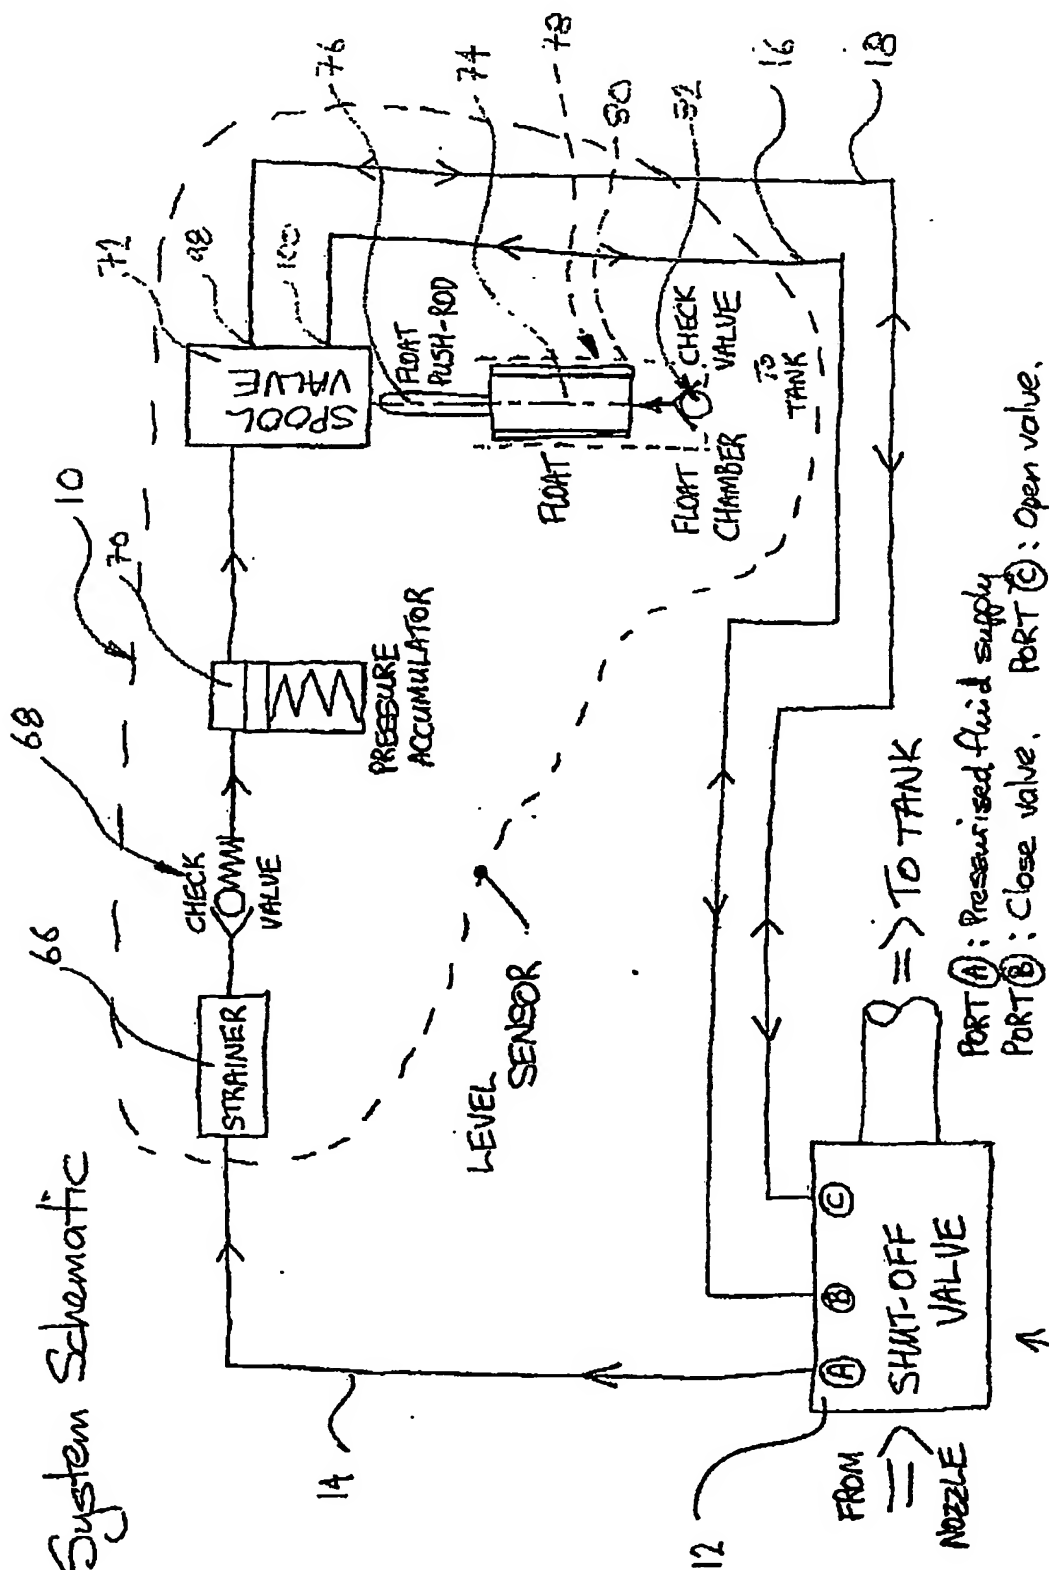 System Schematic
10
68
70
72
98
100
76
74
78
80
82
16
18
66
STRAINER
CHECK
VALVE
PRESSURE
ACCUMULATOR
SPOOL
VALVE
FLOAT
PUSH-ROD
FLOAT
FLOAT
CHAMBER
CHECK
VALVE
TO
TANK
LEVEL
SENSOR
14
12
FROM
NOZZLE
A
B
C
SHUT-OFF
VALVE
TO TANK
PORT A : Pressurised fluid supply
PORT B : Close valve. PORT C : Open valve.